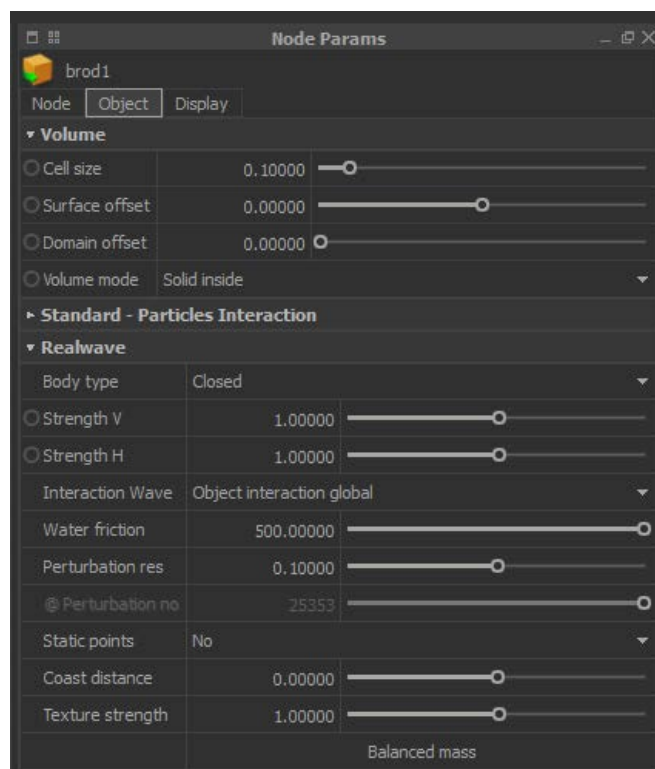 Node Params
brod1
Node Object Display
Volume
Cell size 0.10000
Surface offset 0.00000
Domain offset 0.00000
Volume mode Solid inside
Standard - Particles Interaction
Realwave
Body type Closed
Strength V 1.00000
Strength H 1.00000
Interaction Wave Object interaction global
Water friction 500.00000
Perturbation res 0.10000
@ Perturbation no 25353
Static points No
Coast distance 0.00000
Texture strength 1.00000
Balanced mass